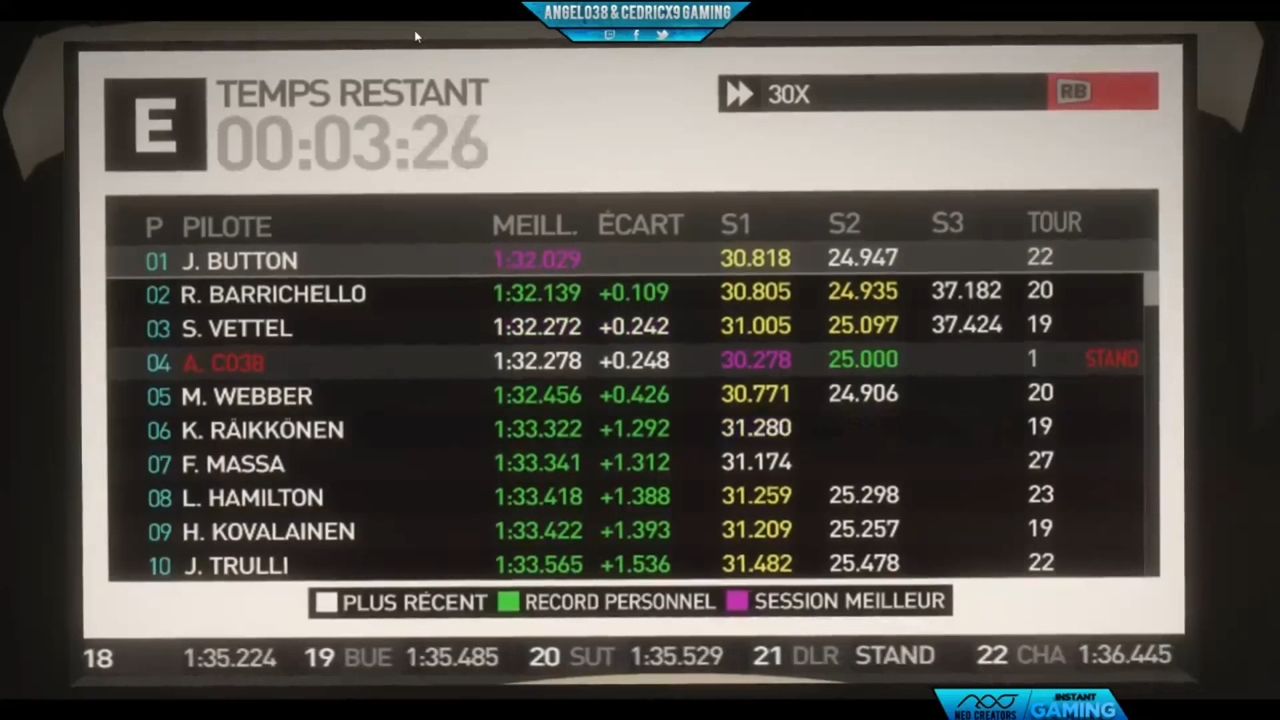 ANGELO38 & CEDRICX9 GAMING
E TEMPS RESTANT
00:03:26
30X RB
P PILOTE MEILL. ÉCART S1 S2 S3 TOUR
01 J. BUTTON 1:32.029 30.818 24.947 22
02 R. BARRICHELLO 1:32.139 +0.109 30.805 24.935 37.182 20
03 S. VETTEL 1:32.272 +0.242 31.005 25.097 37.424 19
04 A. CO38 1:32.278 +0.248 30.278 25.000 1 STAND
05 M. WEBBER 1:32.456 +0.426 30.771 24.906 20
06 K. RÄIKKÖNEN 1:33.322 +1.292 31.280 19
07 F. MASSA 1:33.341 +1.312 31.174 27
08 L. HAMILTON 1:33.418 +1.388 31.259 25.298 23
09 H. KOVALAINEN 1:33.422 +1.393 31.209 25.257 19
10 J. TRULLI 1:33.565 +1.536 31.482 25.478 22
PLUS RÉCENT RECORD PERSONNEL SESSION MEILLEUR
18 1:35.224 19 BUE 1:35.485 20 SUT 1:35.529 21 DLR STAND 22 CHA 1:36.445
NEO CREATORS INSTANT GAMING